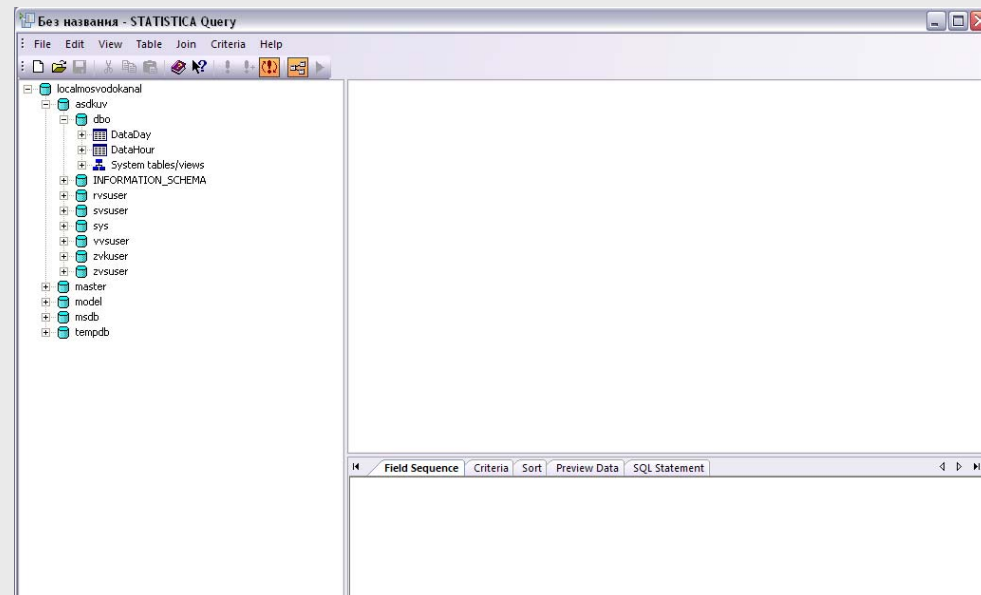 Без названия - STATISTICA Query
File Edit View Table Join Criteria Help
localmosvodokanal
asdkuv
dbo
DataDay
DataHour
System tables/views
INFORMATION_SCHEMA
rvsuser
svsuser
sys
vvsuser
zvkuser
zvsuser
master
model
msdb
tempdb
Field Sequence Criteria Sort Preview Data SQL Statement